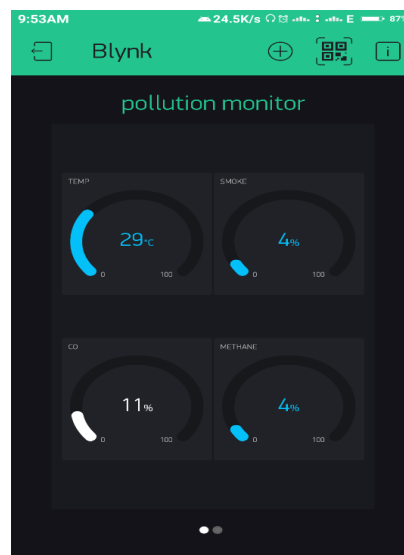 9:53AM 24.5K/s E 87%
Blynk
pollution monitor
TEMP SMOKE
29°C 4%
0 100 0 100
CO METHANE
11% 4%
0 100 0 100